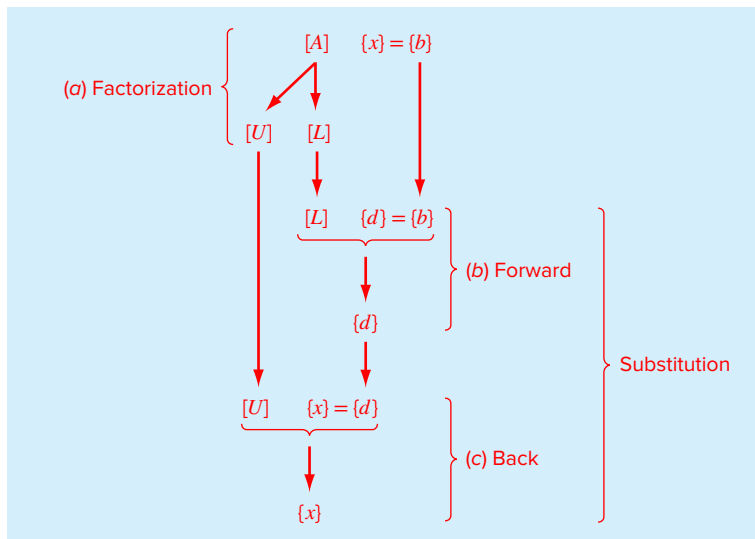 [A] {x} = {b}
(a) Factorization
[U] [L]
[L] {d} = {b}
(b) Forward
{d}
Substitution
[U] {x} = {d}
(c) Back
{x}